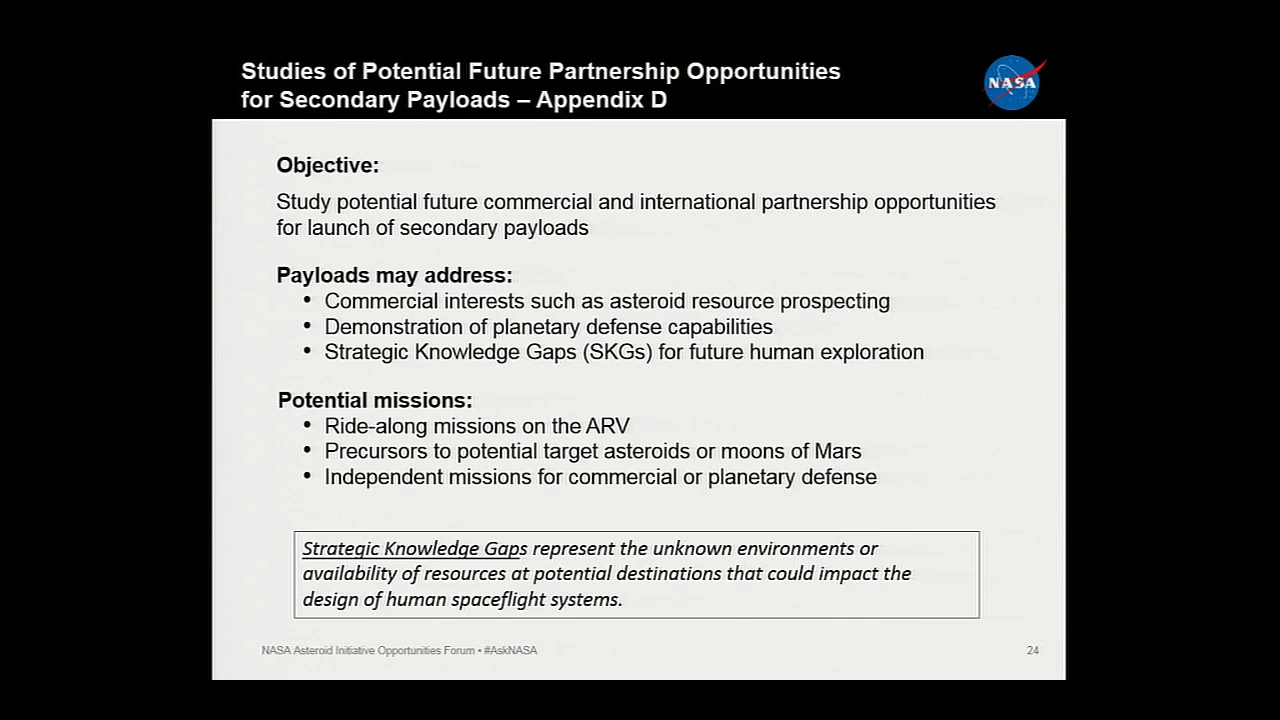 Studies of Potential Future Partnership Opportunities
for Secondary Payloads – Appendix D
NASA
Objective:
Study potential future commercial and international partnership opportunities
for launch of secondary payloads
Payloads may address:
• Commercial interests such as asteroid resource prospecting
• Demonstration of planetary defense capabilities
• Strategic Knowledge Gaps (SKGs) for future human exploration
Potential missions:
• Ride-along missions on the ARV
• Precursors to potential target asteroids or moons of Mars
• Independent missions for commercial or planetary defense
Strategic Knowledge Gaps represent the unknown environments or
availability of resources at potential destinations that could impact the
design of human spaceflight systems.
NASA Asteroid Initiative Opportunities Forum • #AskNASA
24